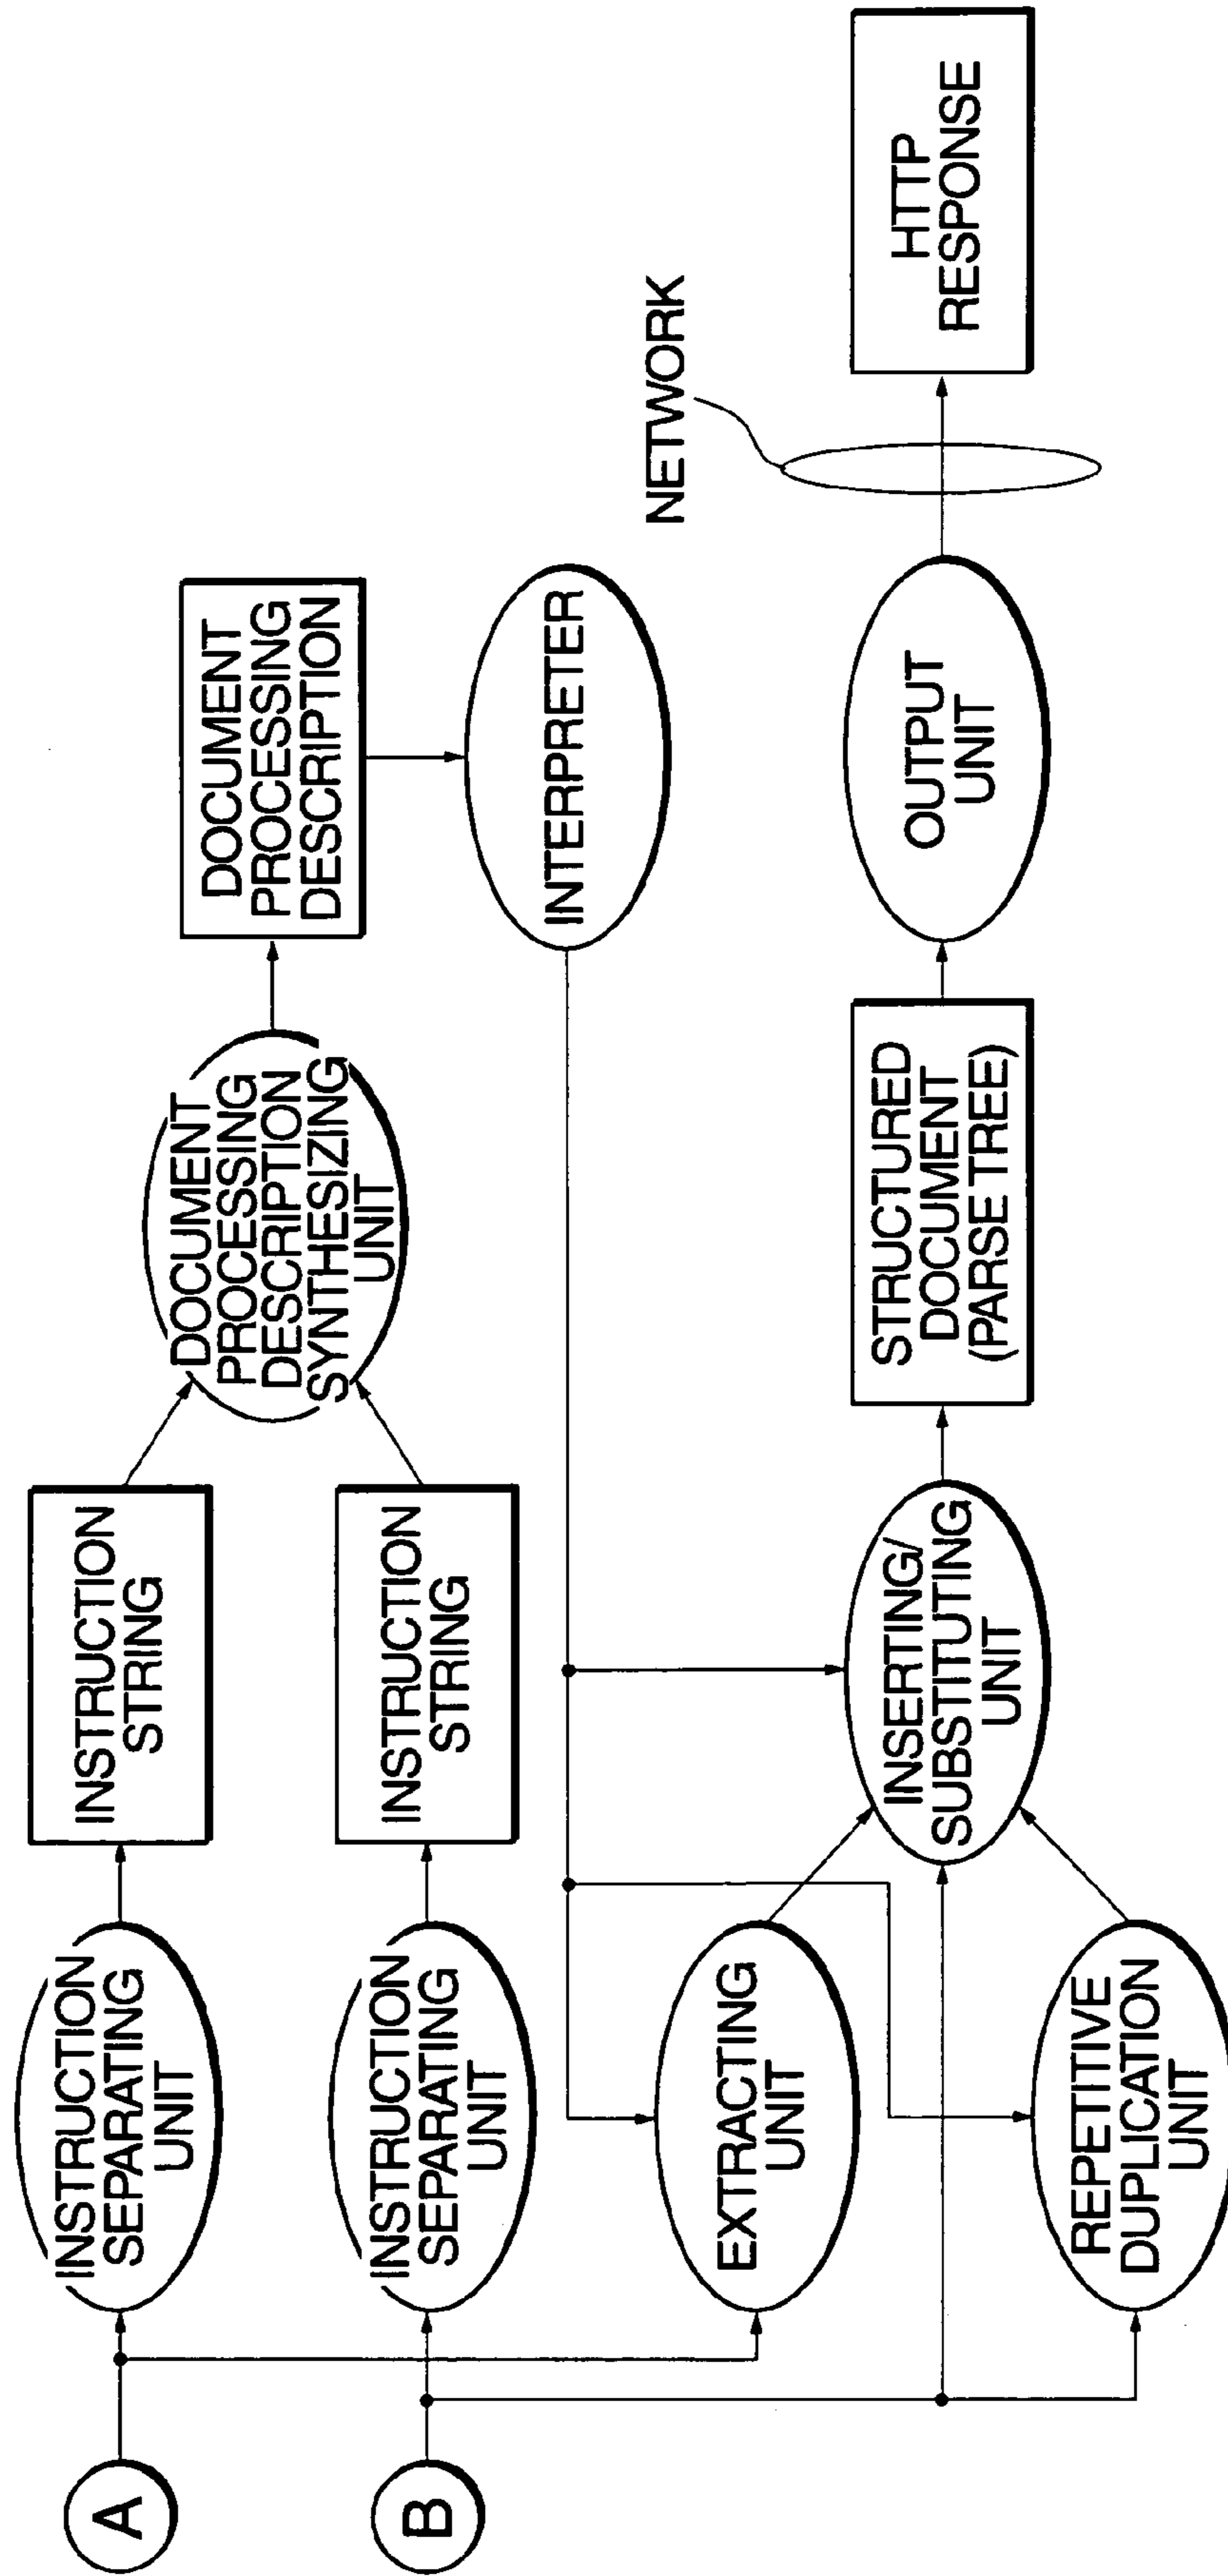 A
INSTRUCTION
SEPARATING
UNIT
INSTRUCTION
STRING
DOCUMENT
PROCESSING
DESCRIPTION
SYNTHESIZING
UNIT
DOCUMENT
PROCESSING
DESCRIPTION
B
INSTRUCTION
SEPARATING
UNIT
INSTRUCTION
STRING
INTERPRETER
EXTRACTING
UNIT
INSERTING/
SUBSTITUTING
UNIT
STRUCTURED
DOCUMENT
(PARSE TREE)
OUTPUT
UNIT
NETWORK
HTTP
RESPONSE
REPETITIVE
DUPLICATION
UNIT